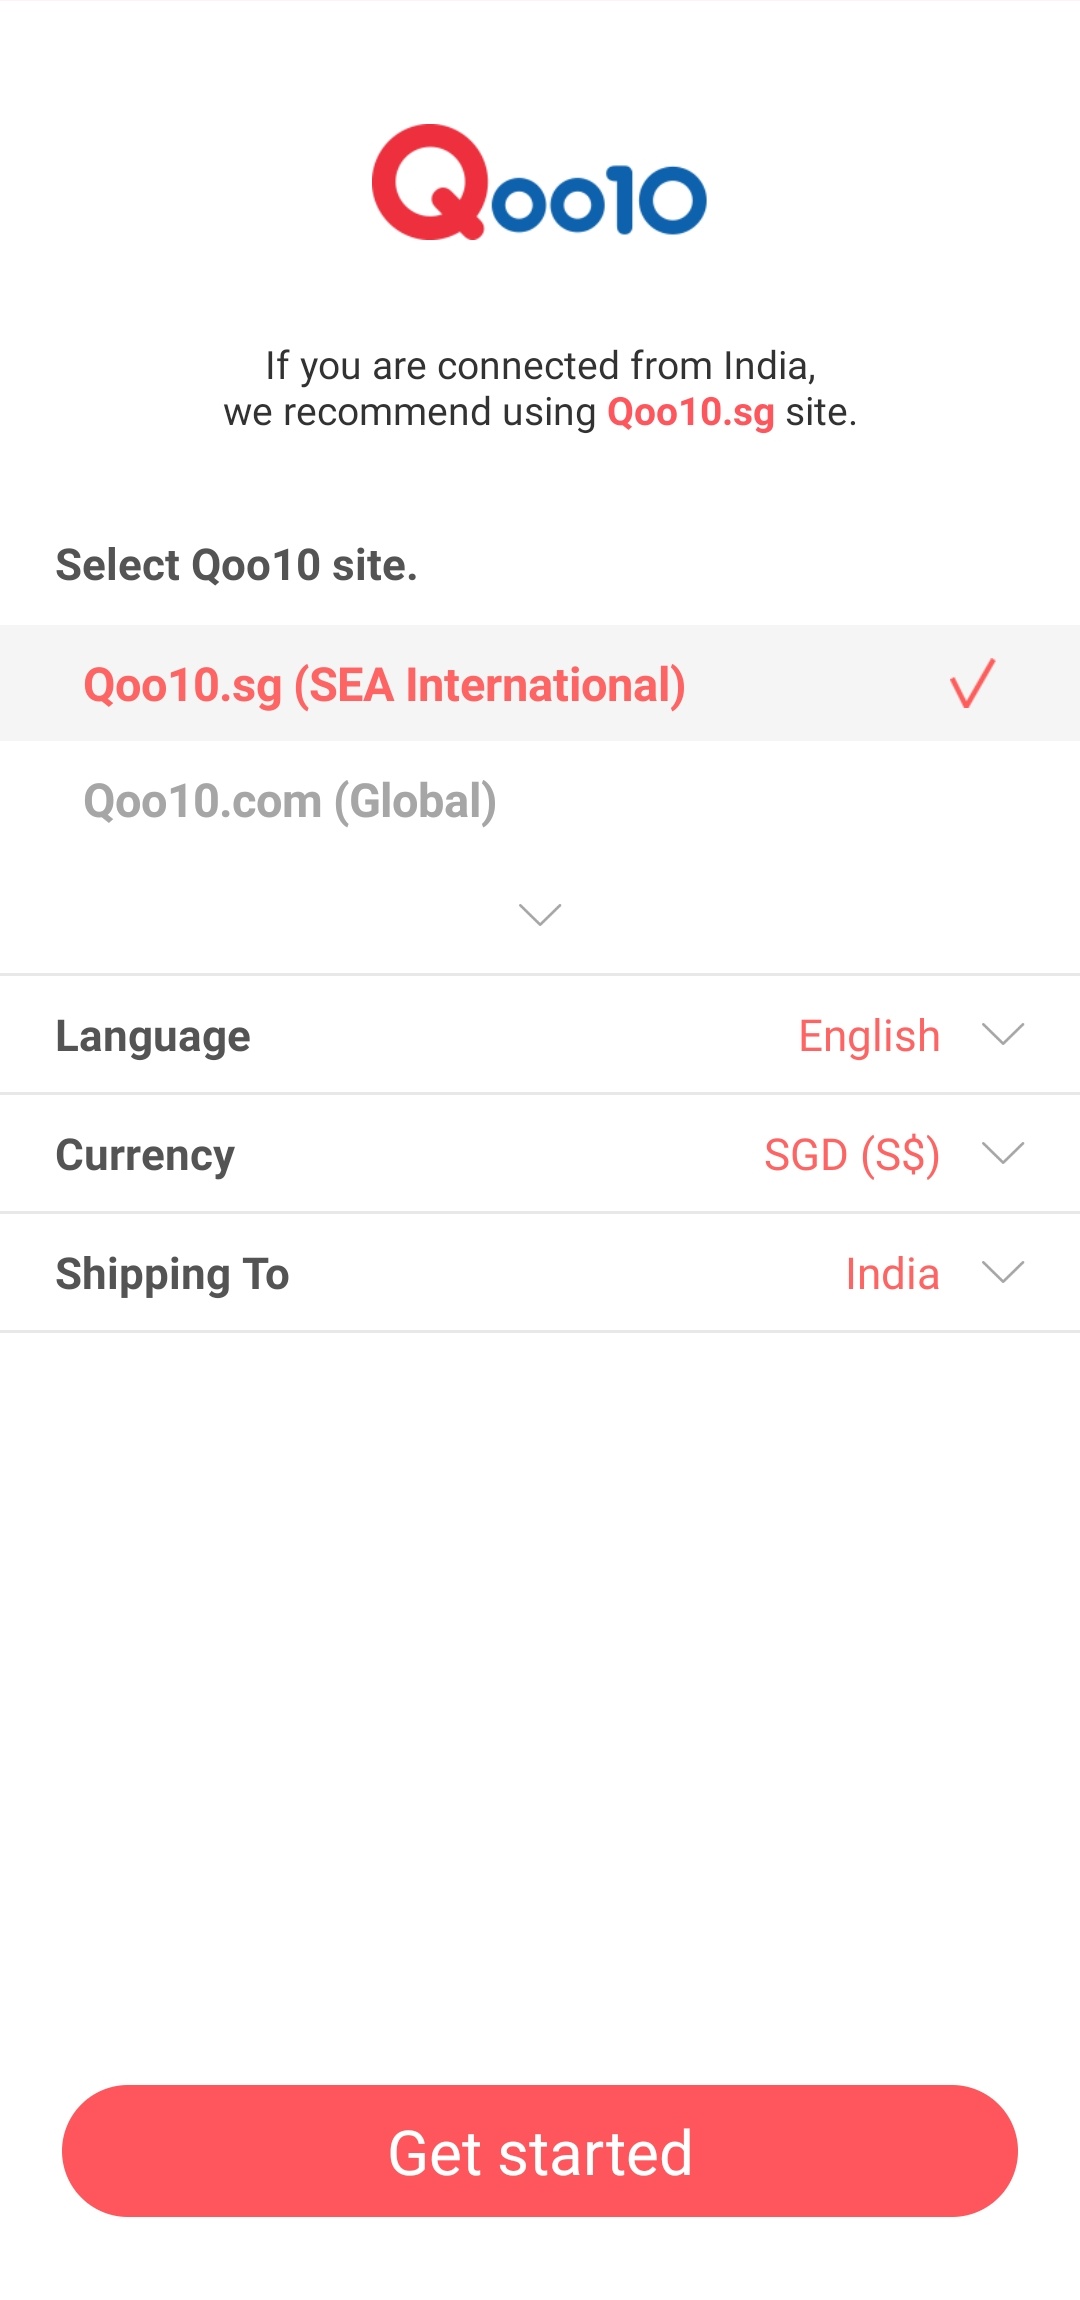 Qoo10
If you are connected from India,
we recommend using Qoo10.sg site.
Select Qoo10 site.
Qoo10.sg (SEA International)
Qoo10.com (Global)
Language English
Currency SGD (S$)
Shipping To India
Get started